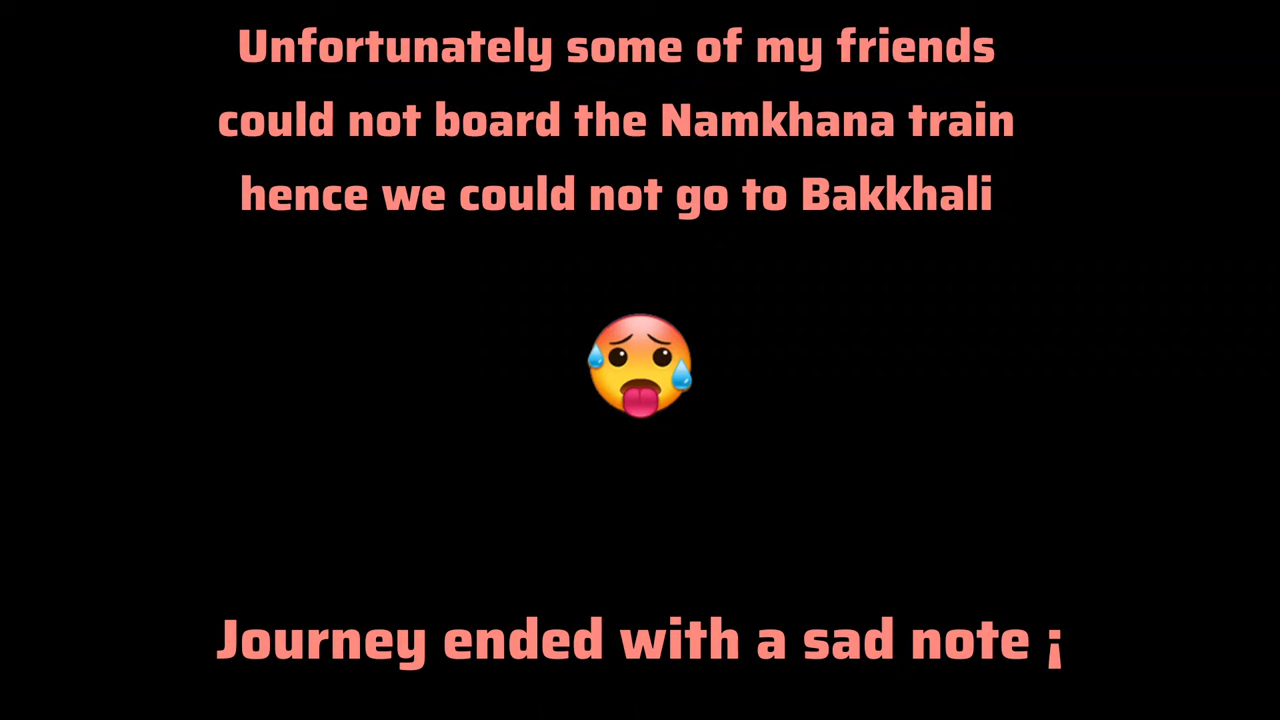 Unfortunately some of my friends
could not board the Namkhana train
hence we could not go to Bakkhali
Journey ended with a sad note ¡